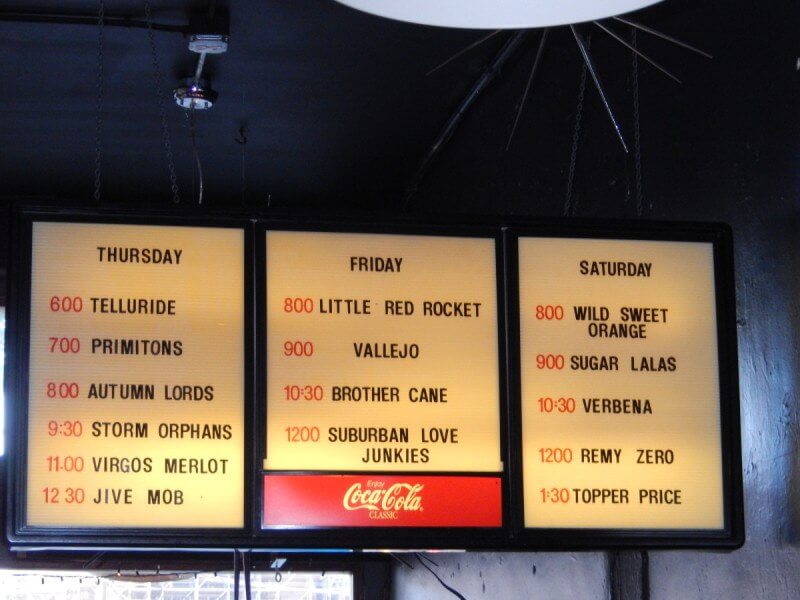 THURSDAY
600 TELLURIDE
700 PRIMITONS
800 AUTUMN LORDS
9:30 STORM ORPHANS
11:00 VIRGOS MERLOT
12 30 JIVE MOB
FRIDAY
800 LITTLE RED ROCKET
900 VALLEJO
10:30 BROTHER CANE
1200 SUBURBAN LOVE
JUNKIES
Enjoy
Coca-Cola
CLASSIC
SATURDAY
800 WILD SWEET
ORANGE
900 SUGAR LALAS
10:30 VERBENA
1200 REMY ZERO
1:30 TOPPER PRICE